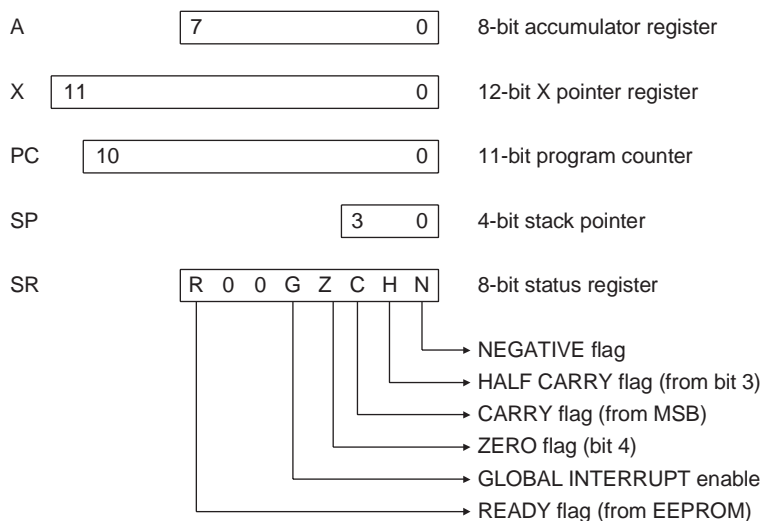 A 7 0 8-bit accumulator register
X 11 0 12-bit X pointer register
PC 10 0 11-bit program counter
SP 3 0 4-bit stack pointer
SR R 0 0 G Z C H N 8-bit status register
NEGATIVE flag
HALF CARRY flag (from bit 3)
CARRY flag (from MSB)
ZERO flag (bit 4)
GLOBAL INTERRUPT enable
READY flag (from EEPROM)